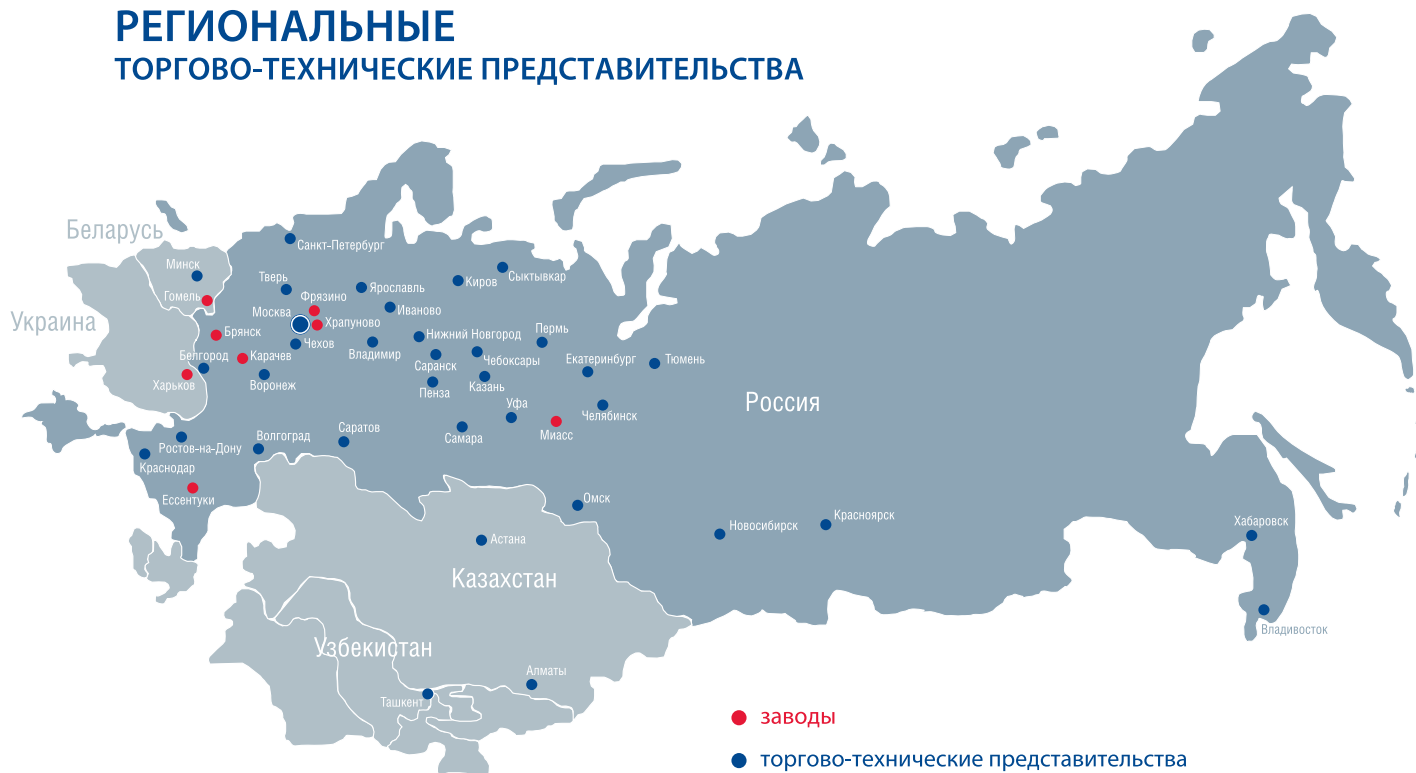 РЕГИОНАЛЬНЫЕ
ТОРГОВО-ТЕХНИЧЕСКИЕ ПРЕДСТАВИТЕЛЬСТВА
Беларусь
Санкт-Петербург
Минск
Сыктывкар
Тверь
Киров
Ярославль
Гомель
Фрязино
Москва
Иваново
Украина
Храпуново
Брянск
Нижний Новгород
Пермь
Чехов
Белгород
Карачев
Владимир
Чебоксары
Екатеринбург
Тюмень
Саранск
Харьков
Воронеж
Казань
Пенза
Россия
Уфа
Челябинск
Саратов
Волгоград
Самара
Миасс
Ростов-на-Дону
Краснодар
Ессентуки
Омск
Красноярск
Новосибирск
Хабаровск
Астана
Казахстан
Владивосток
Узбекистан
Алматы
Ташкент
заводы
торгово-технические представительства